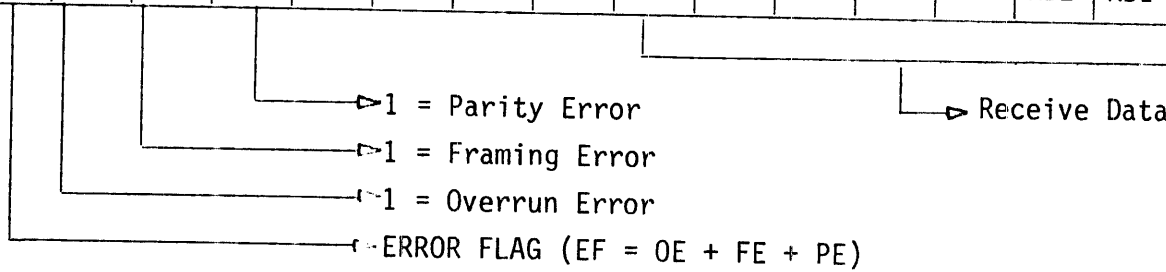 1 = Parity Error
Receive Data
1 = Framing Error
1 = Overrun Error
ERROR FLAG (EF = OE + FE + PE)